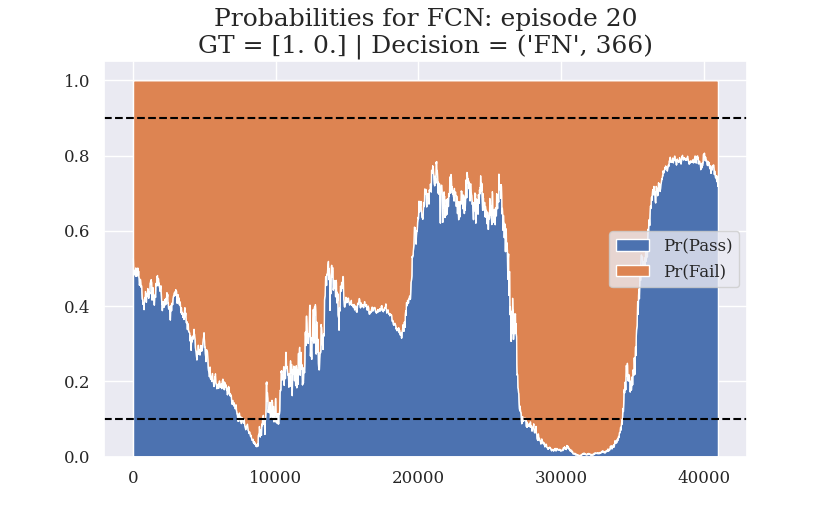 Probabilities for FCN: episode 20
GT = [1. 0.] | Decision = ('FN', 366)
1.0
0.8
0.6
0.4
0.2
0.0
Pr(Pass)
Pr(Fail)
0
10000
20000
30000
40000